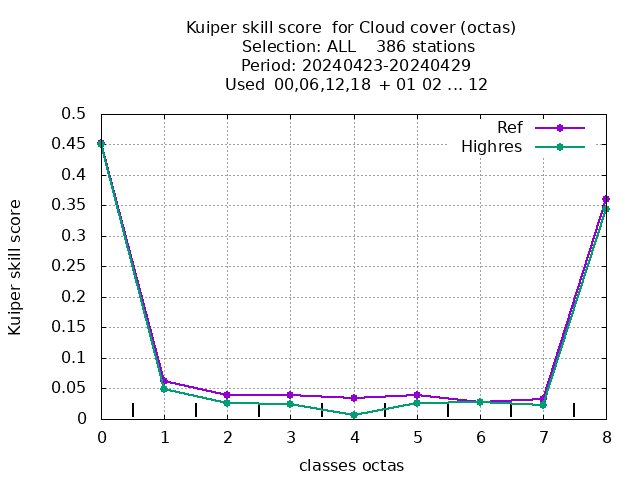 Kuiper skill score  for Cloud cover (octas)
Selection: ALL    386 stations
Period: 20240423-20240429
Used  00,06,12,18 + 01 02 ... 12
Ref
Highres
Kuiper skill score
0.5
0.45
0.4
0.35
0.3
0.25
0.2
0.15
0.1
0.05
0
0 1 2 3 4 5 6 7 8
classes octas